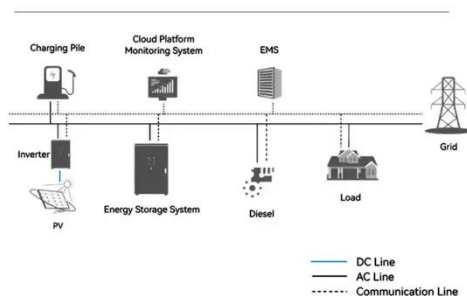 Charging Pile
Cloud Platform
Monitoring System
EMS
Grid
Inverter
PV
Energy Storage System
Diesel
Load
DC Line
AC Line
Communication Line